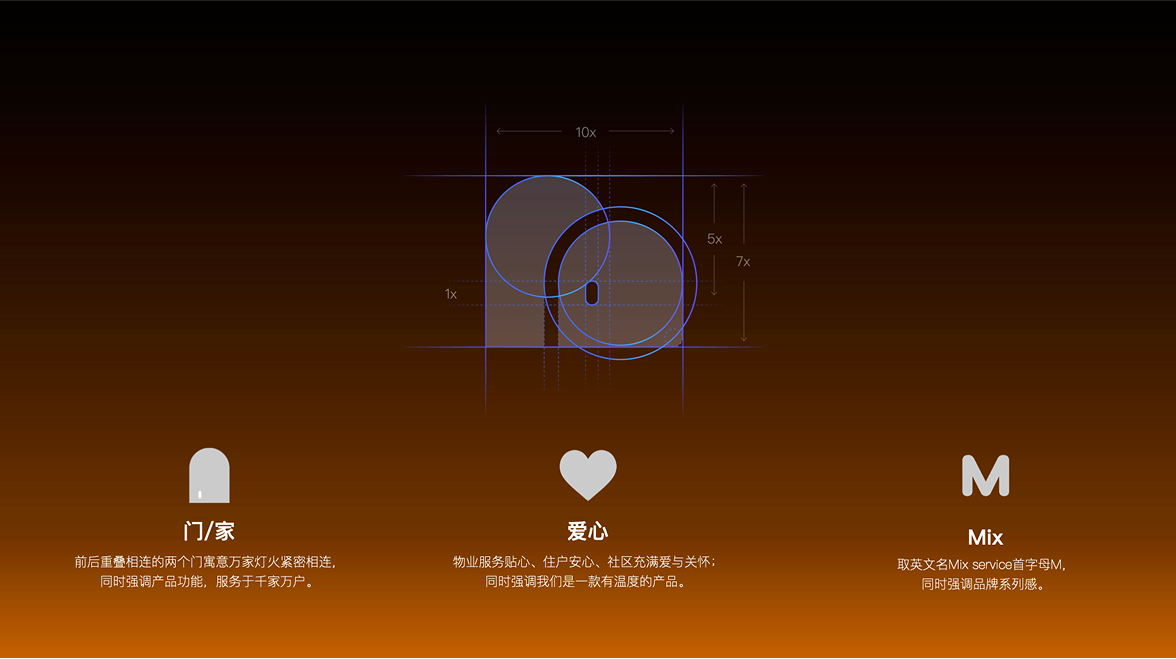 10x
5x
7x
1x
M
门/家
前后重叠相连的两个门寓意万家灯火紧密相连,
同时强调产品功能，服务于千家万户。
爱心
物业服务贴心、住户安心、社区充满爱与关怀；
同时强调我们是一款有温度的产品。
Mix
取英文名Mix service首字母M,
同时强调品牌系列感。